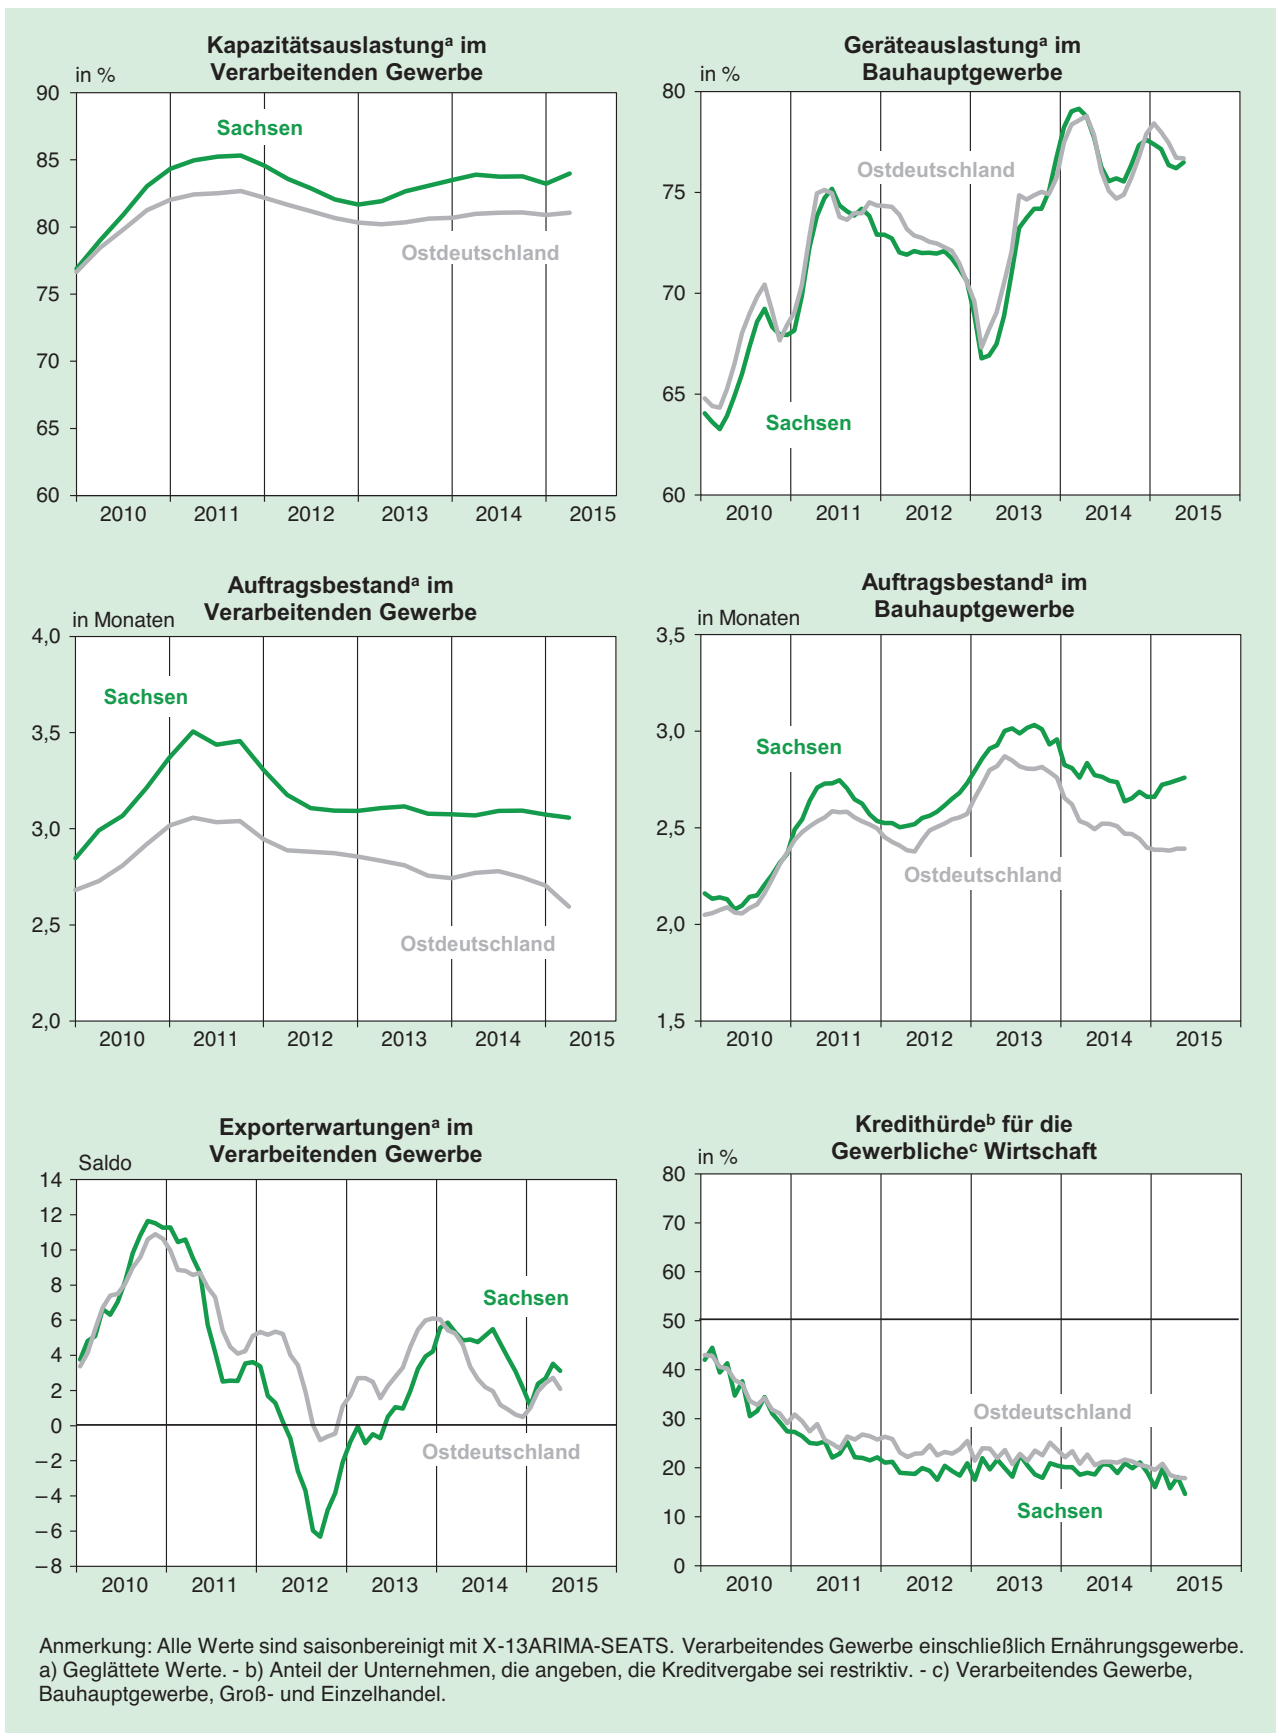 Kapazitätsauslastungᵃ im
Verarbeitenden Gewerbe
in %
90
85
80
75
70
65
60
Sachsen
Ostdeutschland
2010 2011 2012 2013 2014 2015
Geräteauslastungᵃ im
Bauhauptgewerbe
in %
80
75
70
65
60
Ostdeutschland
Sachsen
2010 2011 2012 2013 2014 2015
Auftragsbestandᵃ im
Verarbeitenden Gewerbe
in Monaten
4,0
3,5
3,0
2,5
2,0
Sachsen
Ostdeutschland
2010 2011 2012 2013 2014 2015
Auftragsbestandᵃ im
Bauhauptgewerbe
in Monaten
3,5
3,0
2,5
2,0
1,5
Sachsen
Ostdeutschland
2010 2011 2012 2013 2014 2015
Exporterwartungenᵃ im
Verarbeitenden Gewerbe
Saldo
14
12
10
8
6
4
2
0
−2
−4
−6
−8
Sachsen
Ostdeutschland
2010 2011 2012 2013 2014 2015
Kredithürdeᵇ für die
Gewerblicheᶜ Wirtschaft
in %
80
70
60
50
40
30
20
10
0
Ostdeutschland
Sachsen
2010 2011 2012 2013 2014 2015
Anmerkung: Alle Werte sind saisonbereinigt mit X-13ARIMA-SEATS. Verarbeitendes Gewerbe einschließlich Ernährungsgewerbe.
a) Geglättete Werte. - b) Anteil der Unternehmen, die angeben, die Kreditvergabe sei restriktiv. - c) Verarbeitendes Gewerbe,
Bauhauptgewerbe, Groß- und Einzelhandel.